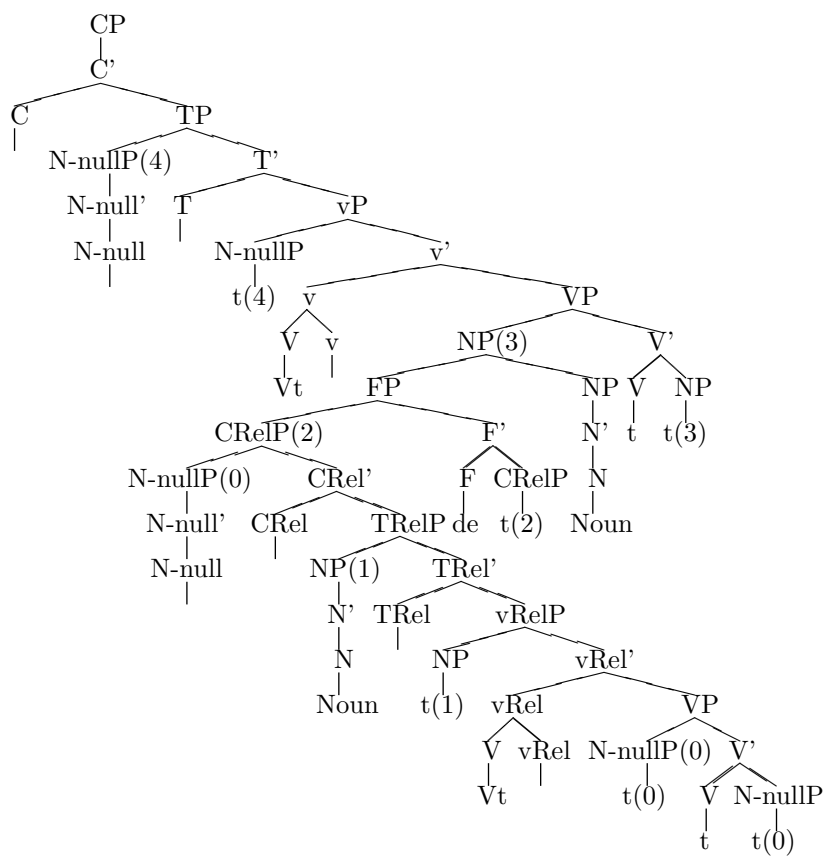 CP
C'
C TP
N-nullP(4) T'
N-null' T vP
N-null N-nullP v'
t(4) v VP
V v NP(3) V'
Vt FP NP V NP
CRelP(2) F' N' t t(3)
N-nullP(0) CRel' F CRelP N
N-null' CRel TRelP de t(2) Noun
N-null NP(1) TRel'
N' TRel vRelP
N NP vRel'
Noun t(1) vRel VP
V vRel N-nullP(0) V'
Vt t(0) V N-nullP
t t(0)